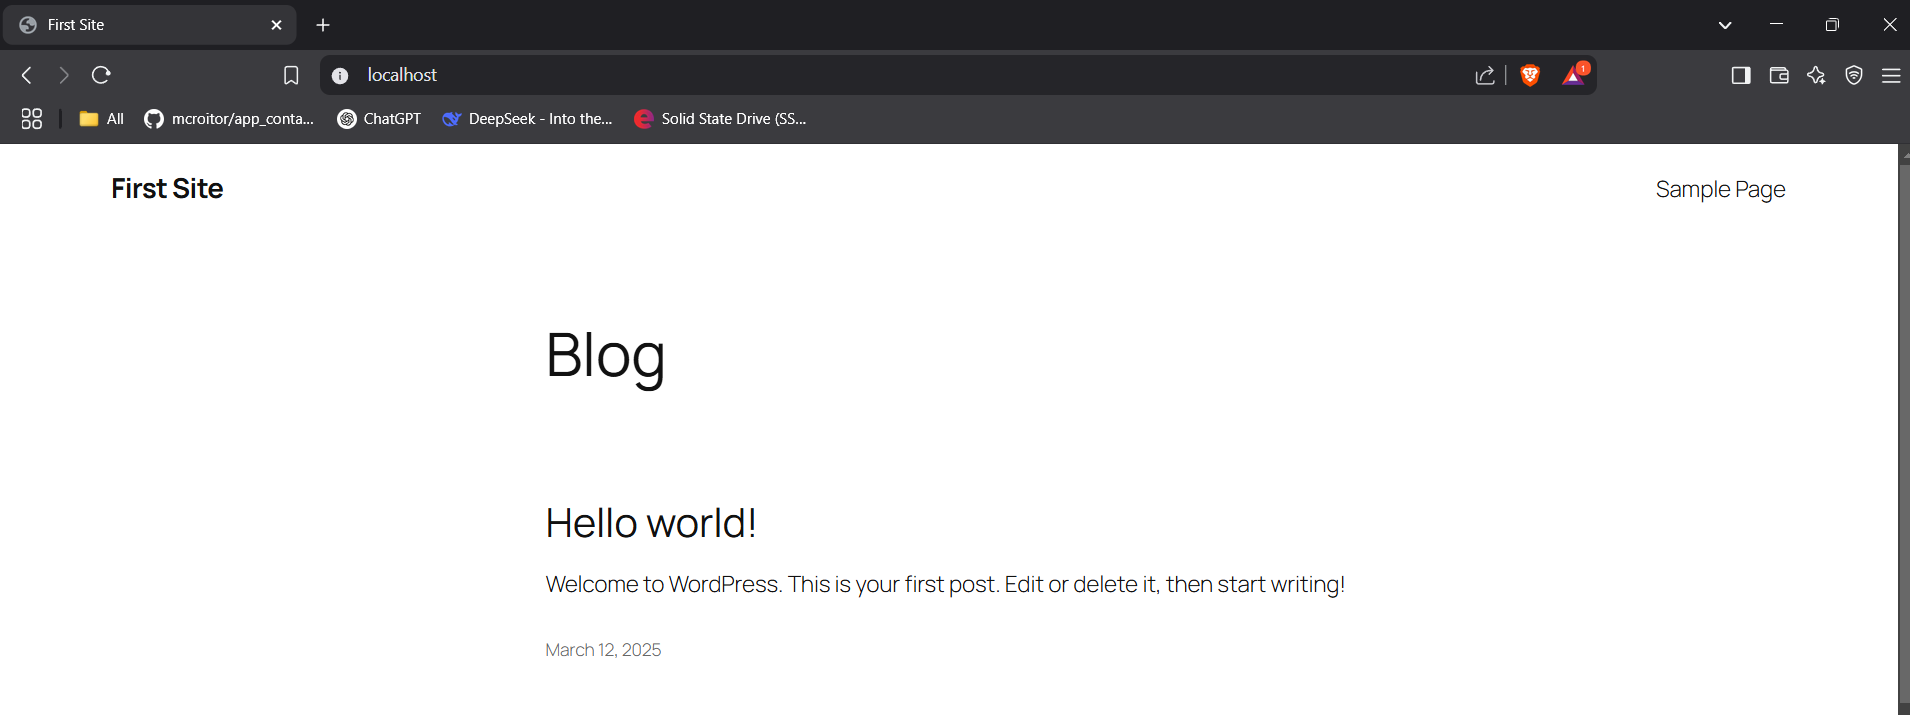 First Site
localhost
1
All
mcroitor/app_conta...
ChatGPT
DeepSeek - Into the...
Solid State Drive (SS...
First Site
Sample Page
Blog
Hello world!
Welcome to WordPress. This is your first post. Edit or delete it, then start writing!
March 12, 2025